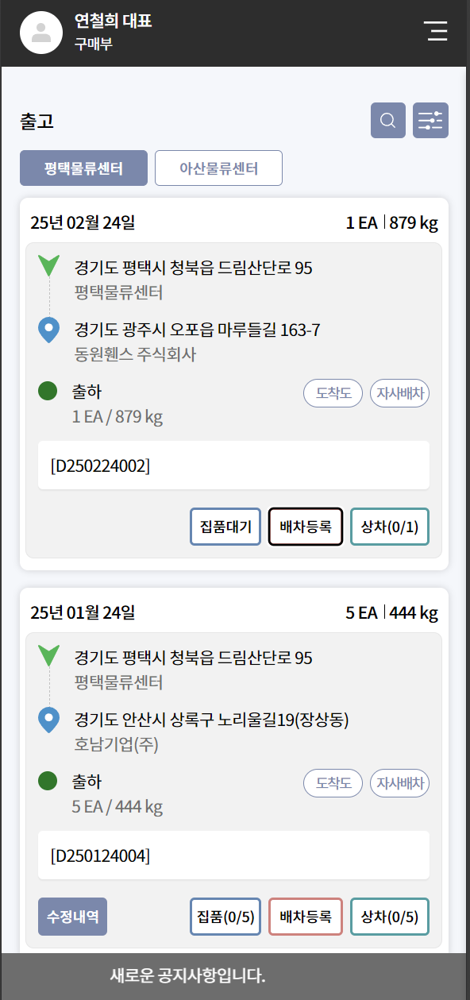 연철희 대표
구매부
출고
평택물류센터 아산물류센터
25년 02월 24일 1 EA | 879 kg
경기도 평택시 청북읍 드림산단로 95
평택물류센터
경기도 광주시 오포읍 마루들길 163-7
동원휀스 주식회사
출하 도착도 자사배차
1 EA / 879 kg
[D250224002]
집품대기 배차등록 상차(0/1)
25년 01월 24일 5 EA | 444 kg
경기도 평택시 청북읍 드림산단로 95
평택물류센터
경기도 안산시 상록구 노리울길19(장상동)
호남기업(주)
출하 도착도 자사배차
5 EA / 444 kg
[D250124004]
수정내역 집품(0/5) 배차등록 상차(0/5)
새로운 공지사항입니다.